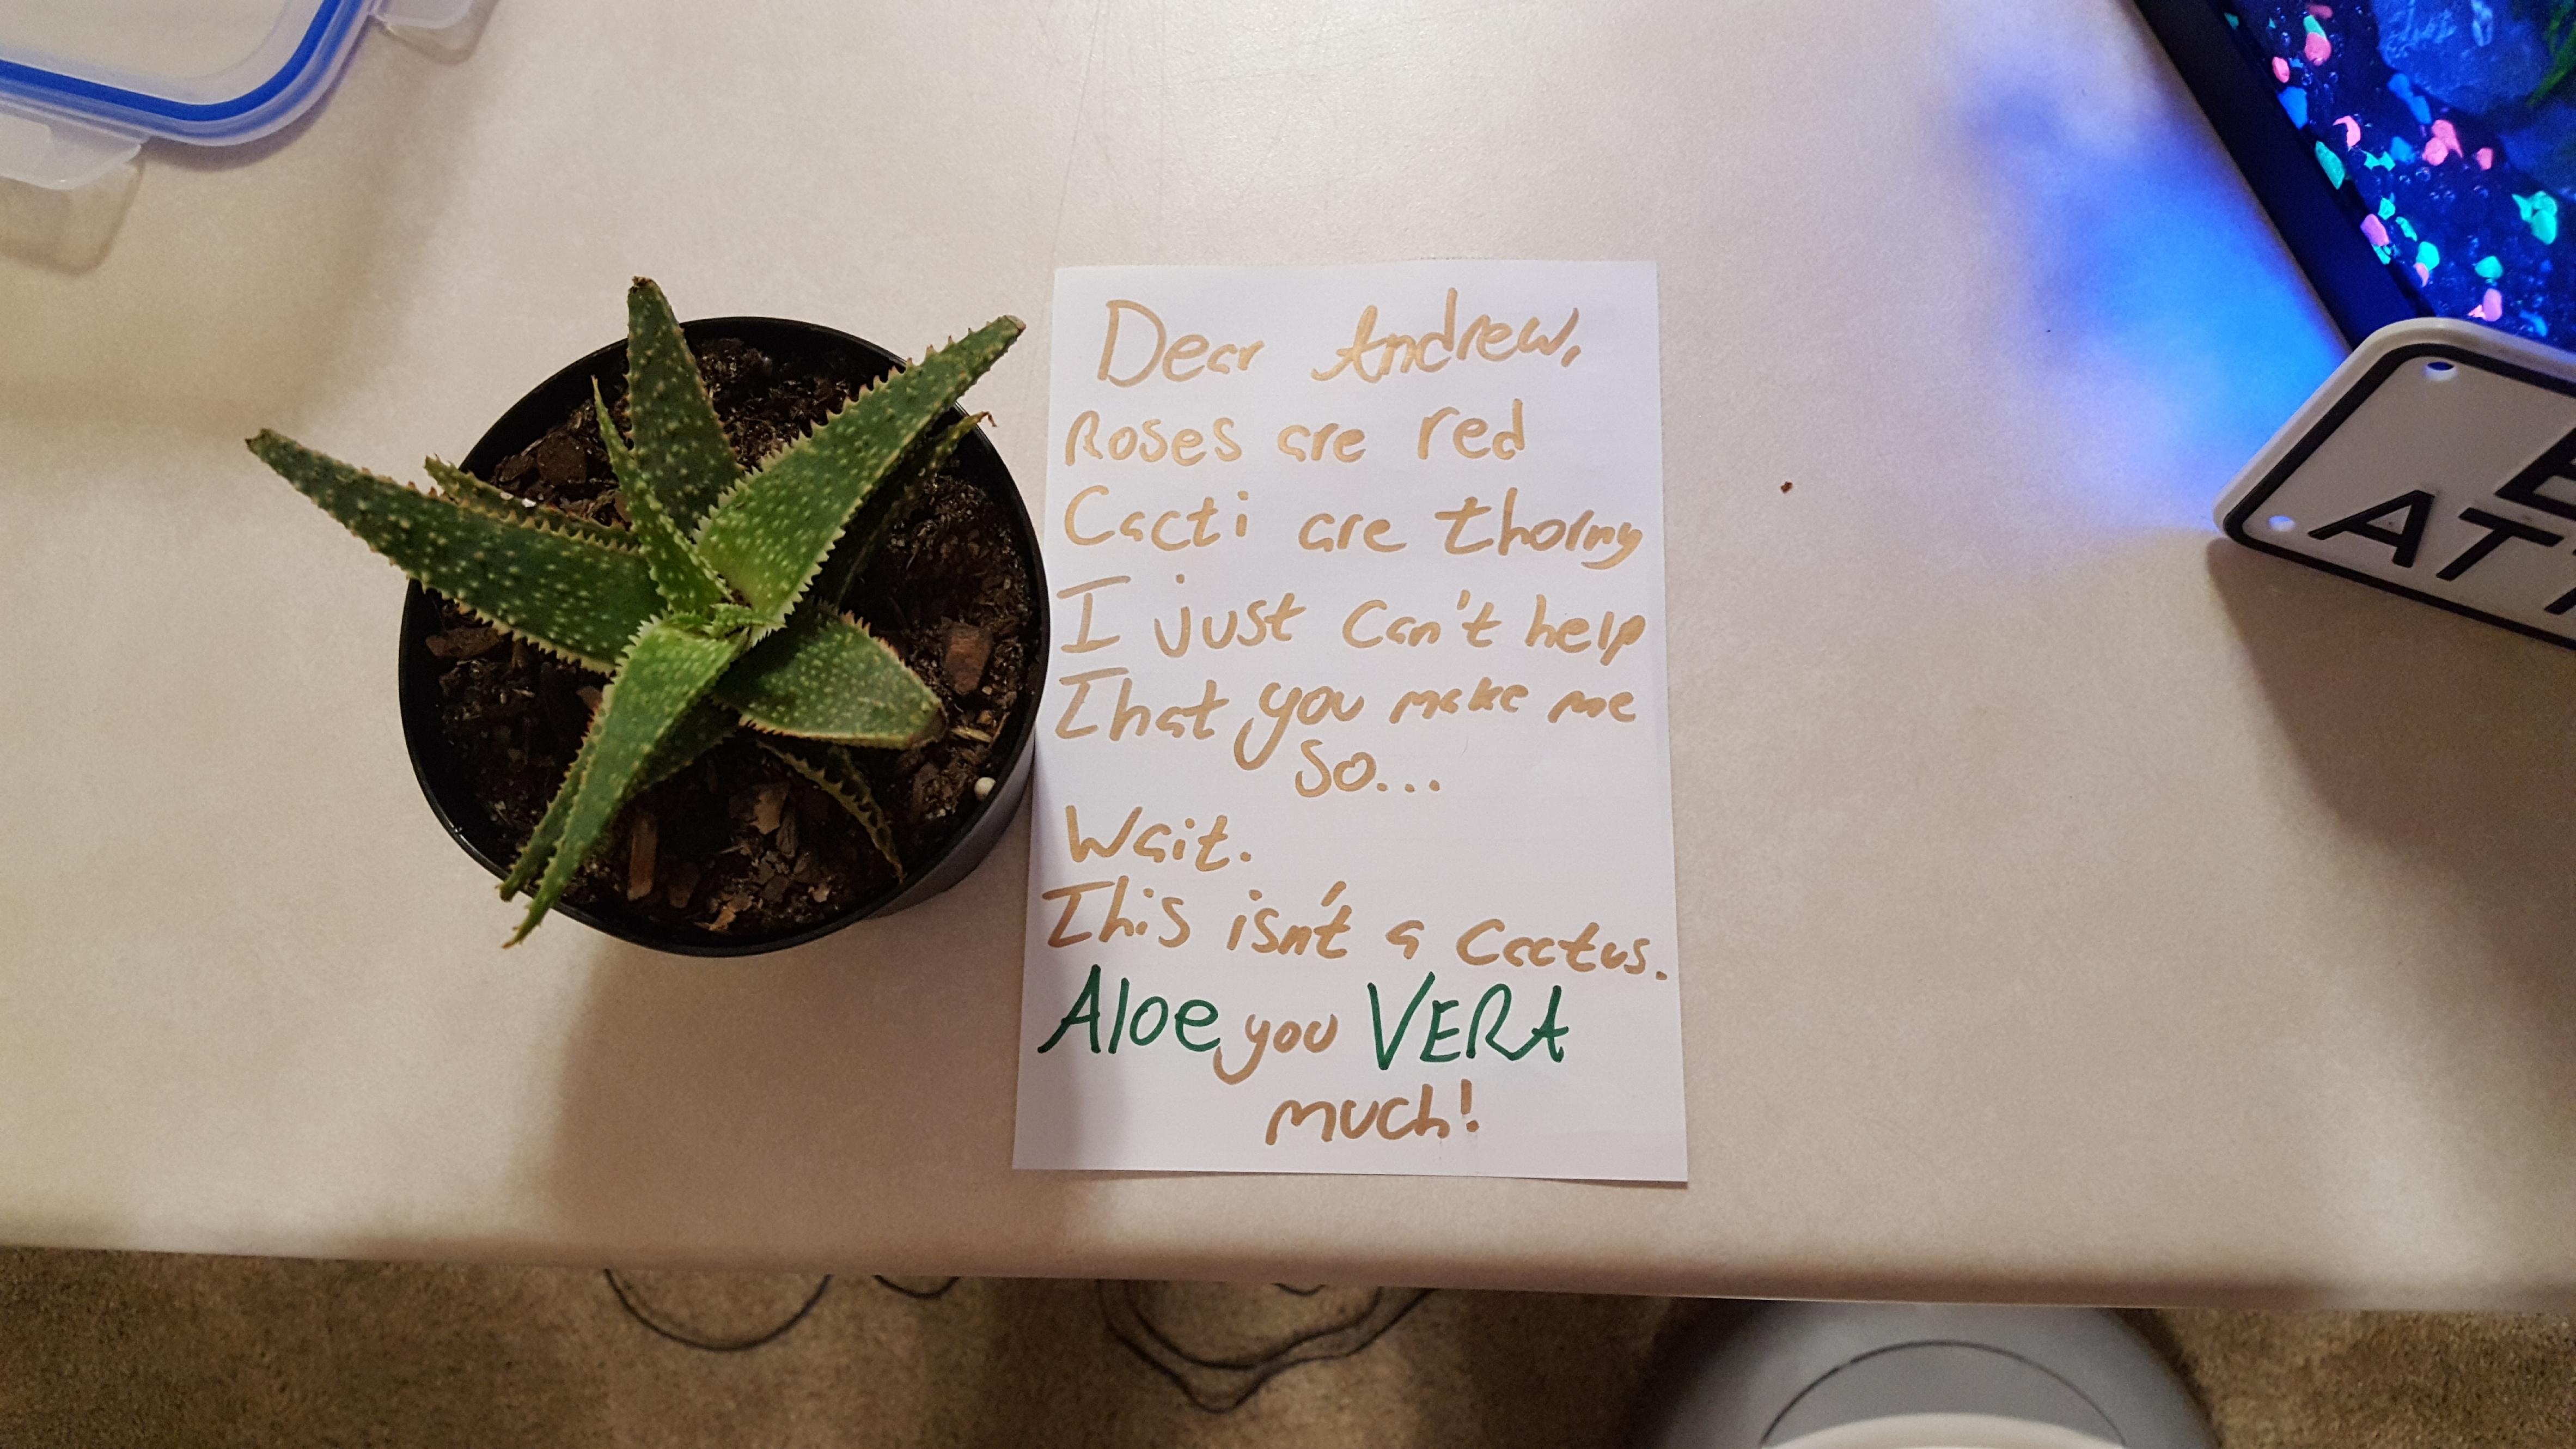 Dear Andrew,
Roses are red
Cacti are thorny
I just can't help
That you make me
so...
Wait.
This isn't a Cactus.
Aloe you VERA
much!
AT